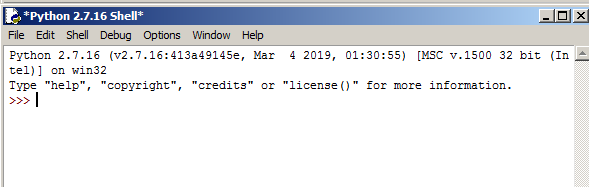 *Python 2.7.16 Shell*
File Edit Shell Debug Options Window Help
Python 2.7.16 (v2.7.16:413a49145e, Mar  4 2019, 01:30:55) [MSC v.1500 32 bit (In
tel)] on win32
Type "help", "copyright", "credits" or "license()" for more information.
>>>